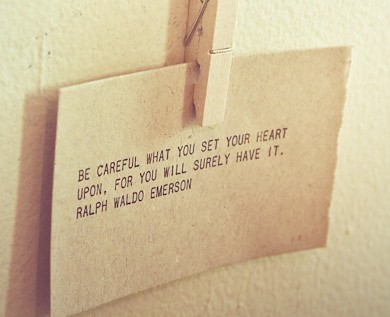 BE CAREFUL WHAT YOU SET YOUR HEART
UPON, FOR YOU WILL SURELY HAVE IT.
RALPH WALDO EMERSON